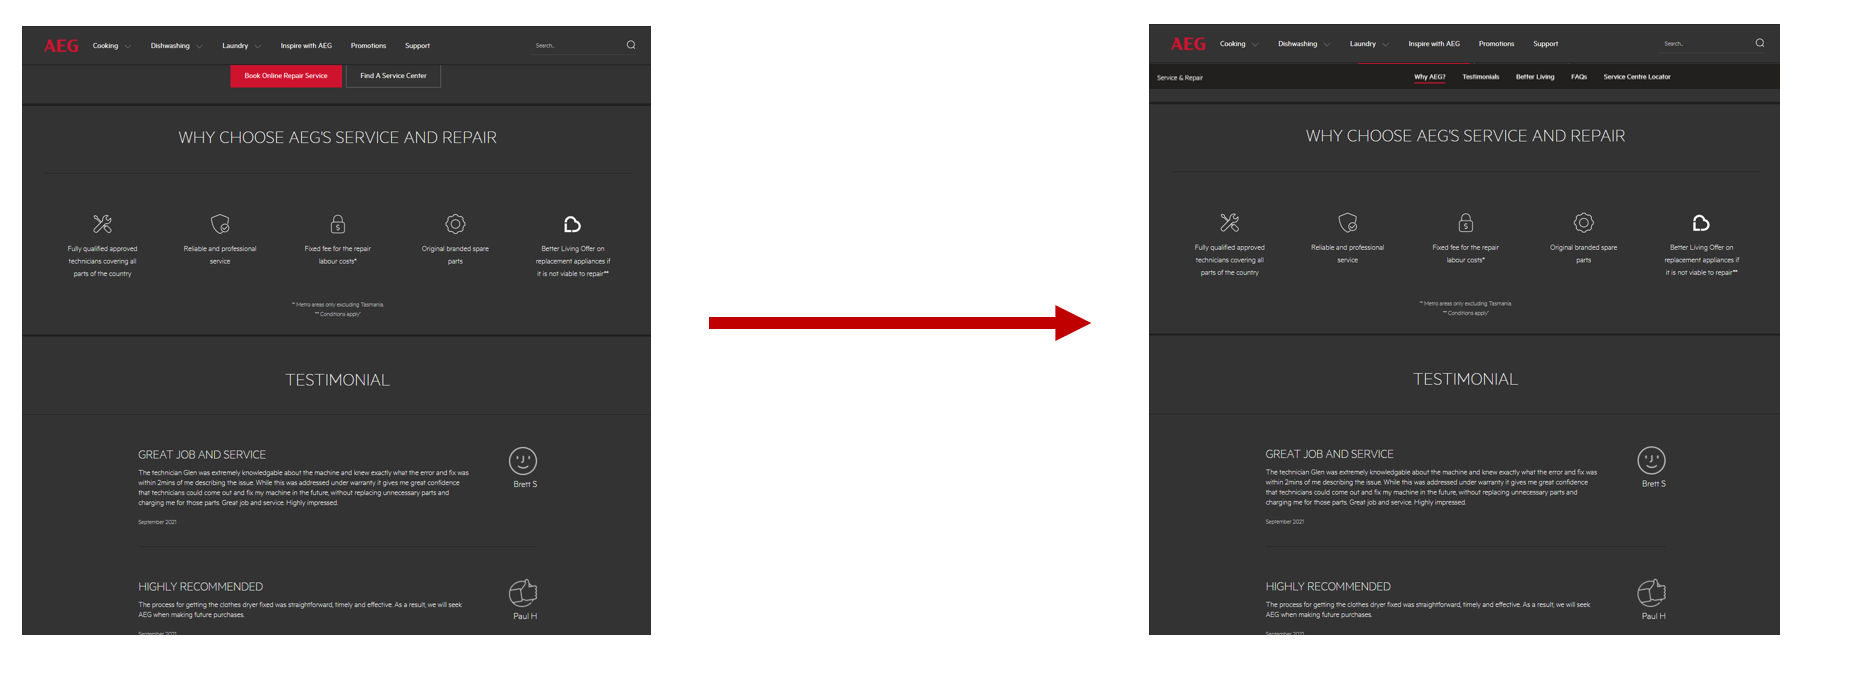 AEG Cooking Dishwashing Laundry Inspire with AEG Promotions Support Search..
Book Online Repair Service Find A Service Center
WHY CHOOSE AEG'S SERVICE AND REPAIR
Fully qualified approved
technicians covering all
parts of the country
Reliable and professional
service
Fixed fee for the repair
labour costs*
Original branded spare
parts
Better Living Offer on
replacement appliances if
it is not viable to repair**
** Metro areas only excluding Tasmania.
** Conditions apply*
TESTIMONIAL
GREAT JOB AND SERVICE
The technician Glen was extremely knowledgable about the machine and knew exactly what the error and fix was
within 2mins of me describing the issue. While this was addressed under warranty it gives me great confidence
that technicians could come out and fix my machine in the future, without replacing unnecessary parts and
charging me for those parts. Great job and service. Highly impressed.
Brett S
September 2021
HIGHLY RECOMMENDED
The process for getting the clothes dryer fixed was straightforward, timely and effective. As a result, we will seek
AEG when making future purchases.
Paul H
September 2021
AEG Cooking Dishwashing Laundry Inspire with AEG Promotions Support Search..
Service & Repair Why AEG? Testimonials Better Living FAQs Service Centre Locator
WHY CHOOSE AEG'S SERVICE AND REPAIR
Fully qualified approved
technicians covering all
parts of the country
Reliable and professional
service
Fixed fee for the repair
labour costs*
Original branded spare
parts
Better Living Offer on
replacement appliances if
it is not viable to repair**
** Metro areas only excluding Tasmania.
** Conditions apply*
TESTIMONIAL
GREAT JOB AND SERVICE
The technician Glen was extremely knowledgable about the machine and knew exactly what the error and fix was
within 2mins of me describing the issue. While this was addressed under warranty it gives me great confidence
that technicians could come out and fix my machine in the future, without replacing unnecessary parts and
charging me for those parts. Great job and service. Highly impressed.
Brett S
September 2021
HIGHLY RECOMMENDED
The process for getting the clothes dryer fixed was straightforward, timely and effective. As a result, we will seek
AEG when making future purchases.
Paul H
September 2021